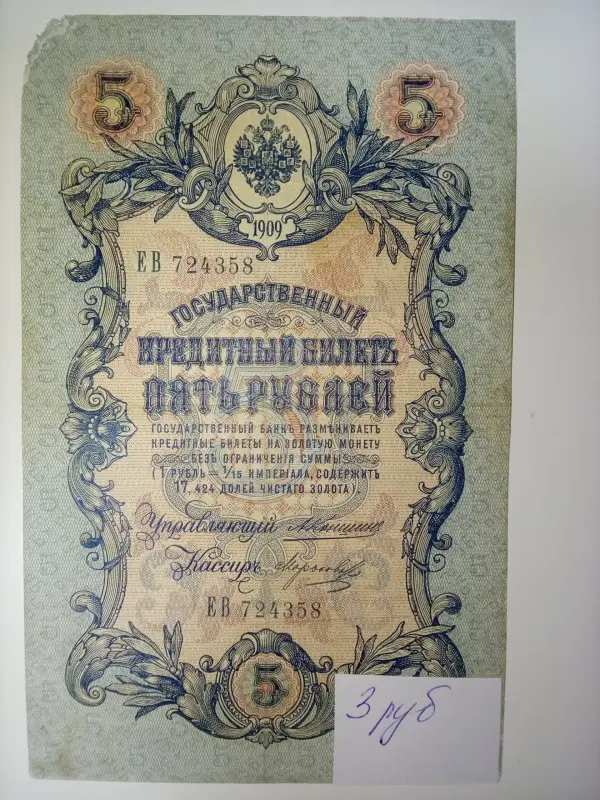 5 5
1909
ЕВ 724358
ГОСУДАРСТВЕННЫЙ
КРЕДИТНЫЙ БИЛЕТЪ
ПЯТЬ РУБЛЕЙ
ГОСУДАРСТВЕННЫЙ БАНКЪ РАЗМѢНИВАЕТЪ
КРЕДИТНЫЕ БИЛЕТЫ НА ЗОЛОТУЮ МОНЕТУ
БЕЗЪ ОГРАНИЧЕНІЯ СУММЫ
(1 РУБЛЬ = 1/15 ИМПЕРІАЛА, СОДЕРЖИТЪ
17,424 ДОЛЕЙ ЧИСТАГО ЗОЛОТА).
Управляющій
Кассиръ
ЕВ 724358
5
3 руб